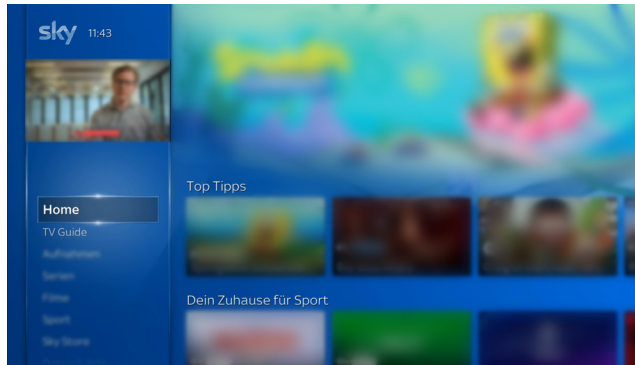 sky 11:43
Top Tipps
Home
TV Guide
Aufnahmen
Serien
Filme
Dein Zuhause für Sport
Sport
Sky Store